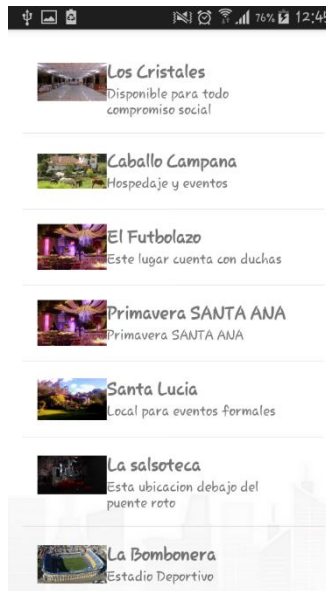 76% 12:45
Los Cristales
Disponible para todo
compromiso social
Caballo Campana
Hospedaje y eventos
El Futbolazo
Este lugar cuenta con duchas
Primavera SANTA ANA
Primavera SANTA ANA
Santa Lucia
Local para eventos formales
La salsoteca
Esta ubicacion debajo del
puente roto
La Bombonera
Estadio Deportivo